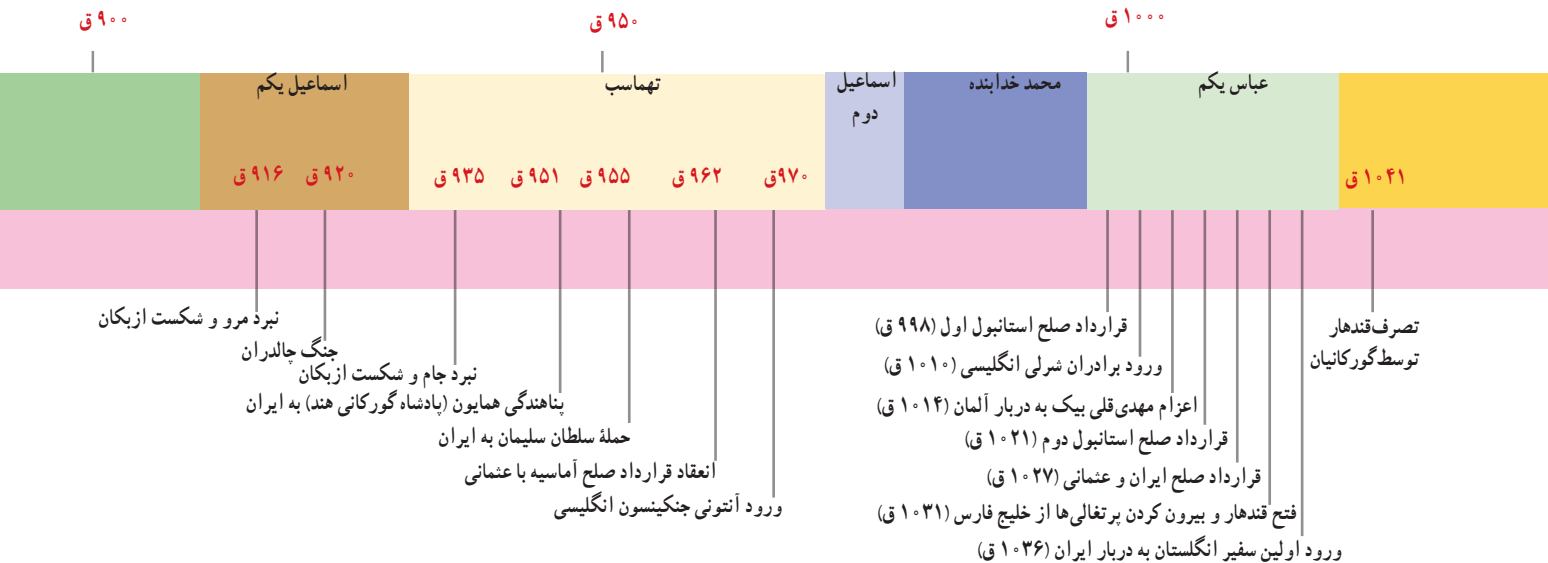 ۹۰۰ ق
۹۵۰ ق
۱۰۰۰ ق
اسماعیل یکم
تهماسب
اسماعیل
دوم
محمد خدابنده
عباس یکم
۹۱۶ ق
۹۲۰ ق
۹۳۵ ق
۹۵۱ ق
۹۵۵ ق
۹۶۲ ق
۹۷۰ق
۱۰۴۱ ق
نبرد مرو و شکست ازبکان
جنگ چالدران
نبرد جام و شکست ازبکان
پناهندگی همایون (پادشاه گورکانی هند) به ایران
حملهٔ سلطان سلیمان به ایران
انعقاد قرارداد صلح آماسیه با عثمانی
ورود آنتونی جنکینسون انگلیسی
قرارداد صلح استانبول اول (۹۹۸ ق)
ورود برادران شرلی انگلیسی (۱۰۱۰ ق)
اعزام مهدی‌قلی بیک به دربار آلمان (۱۰۱۴ ق)
قرارداد صلح استانبول دوم (۱۰۲۱ ق)
قرارداد صلح ایران و عثمانی (۱۰۲۷ ق)
فتح قندهار و بیرون کردن پرتغالی‌ها از خلیج فارس (۱۰۳۱ ق)
ورود اولین سفیر انگلستان به دربار ایران (۱۰۳۶ ق)
تصرف‌قندهار
توسط‌گورکانیان